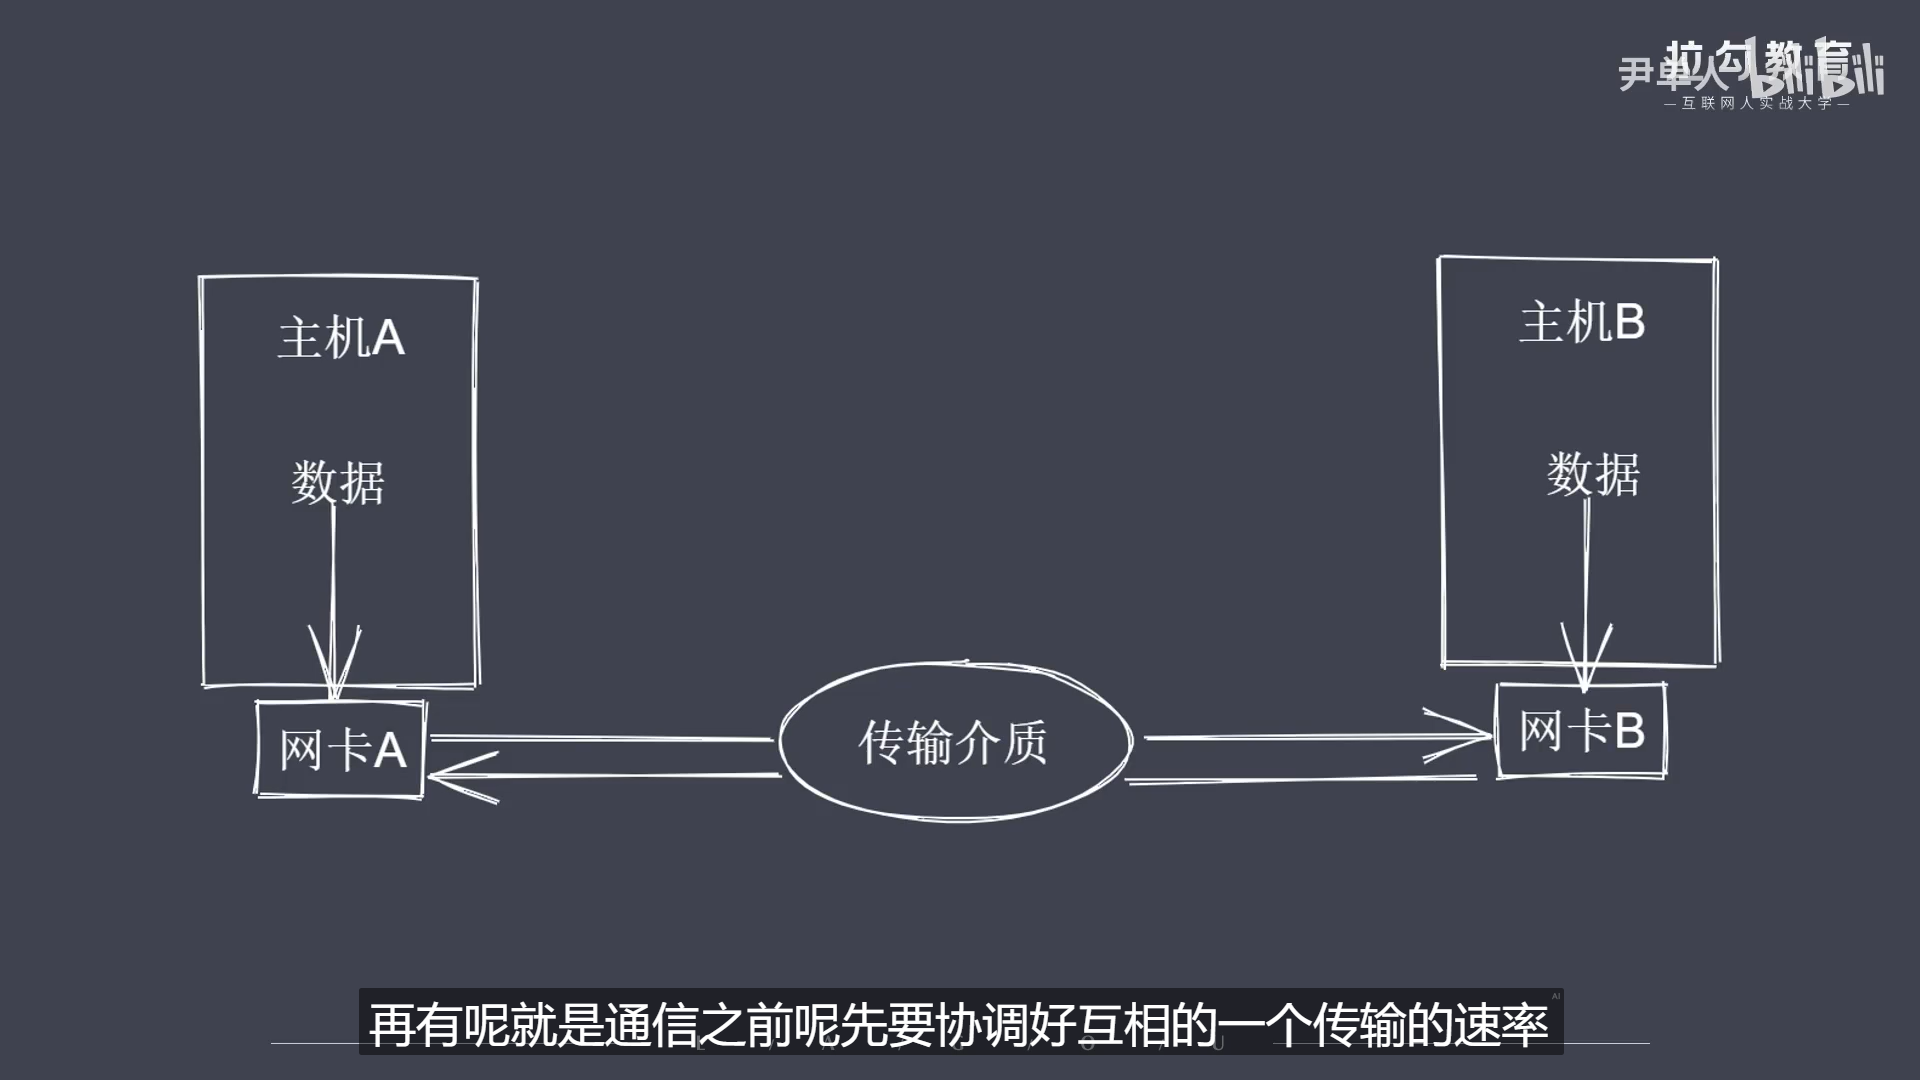 拉勾教育
尹单人
bilibili
—互联网人实战大学—
主机A
主机B
数据
数据
网卡A
传输介质
网卡B
再有呢就是通信之前呢先要协调好互相的一个传输的速率
AI
L / A / G / O / U